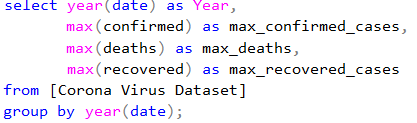 select year(date) as Year,
max(confirmed) as max_confirmed_cases,
max(deaths) as max_deaths,
max(recovered) as max_recovered_cases
from [Corona Virus Dataset]
group by year(date);